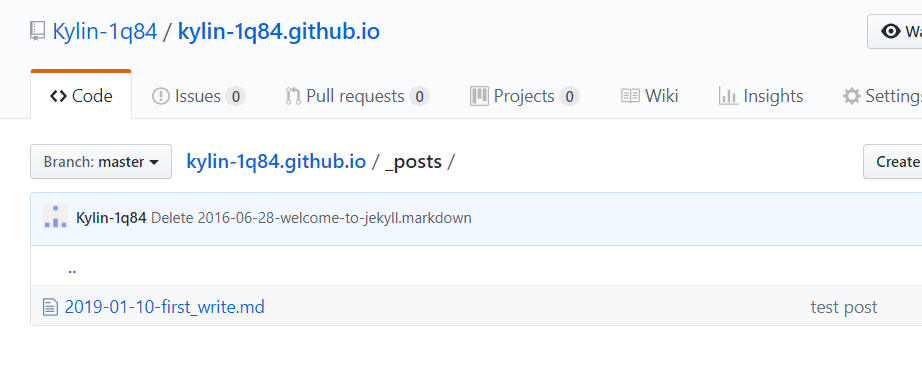 Kylin-1q84 / kylin-1q84.github.io
Code Issues 0 Pull requests 0 Projects 0 Wiki Insights
Branch: master kylin-1q84.github.io / _posts / Create
Kylin-1q84 Delete 2016-06-28-welcome-to-jekyll.markdown
..
2019-01-10-first_write.md test post